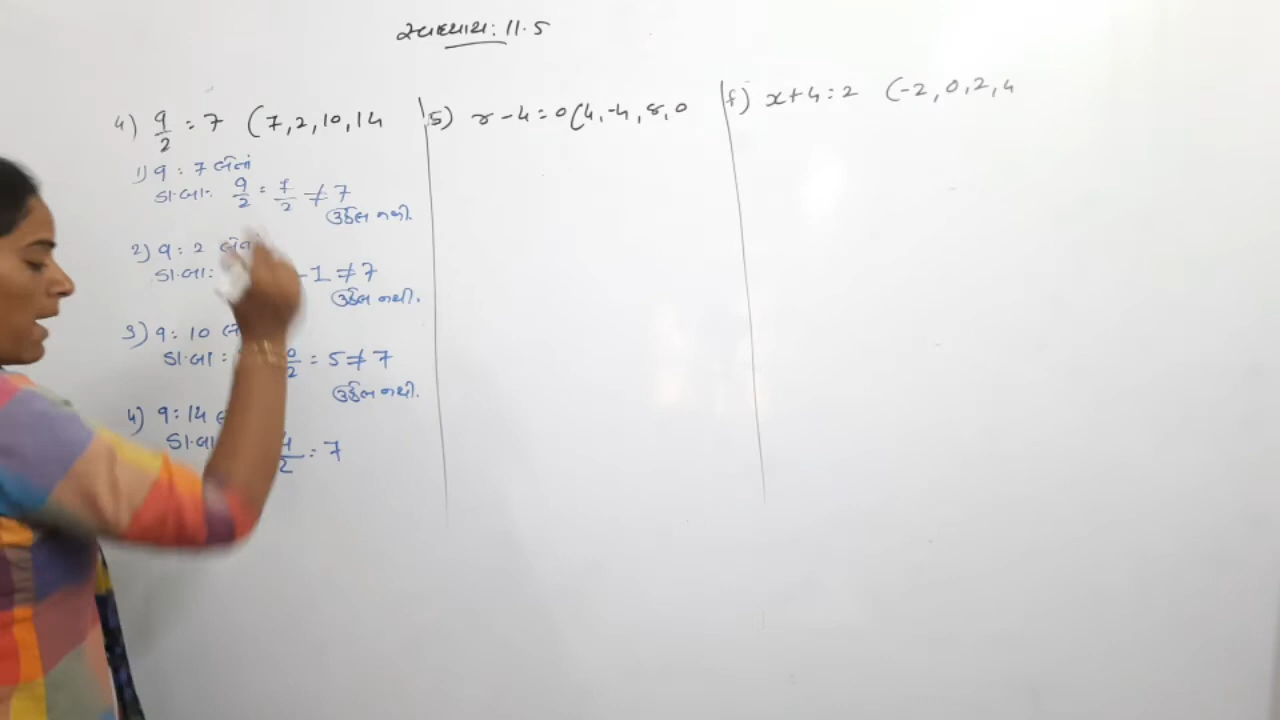 સ્વાધ્યાય: 11.5
4) q/2 = 7 (7, 2, 10, 14
1) q = 7 લેતાં
ડા.બા. = q/2 = 7/2 ≠ 7
ઉકેલ નથી.
2) q = 2
ડા.બા. = 1 ≠ 7
ઉકેલ નથી.
3) q = 10
ડા.બા. = 5 ≠ 7
ઉકેલ નથી.
4) q = 14
ડા.બા = 7
5) r - 4 = 0 (4, -4, 8, 0
f) x + 4 = 2 (-2, 0, 2, 4